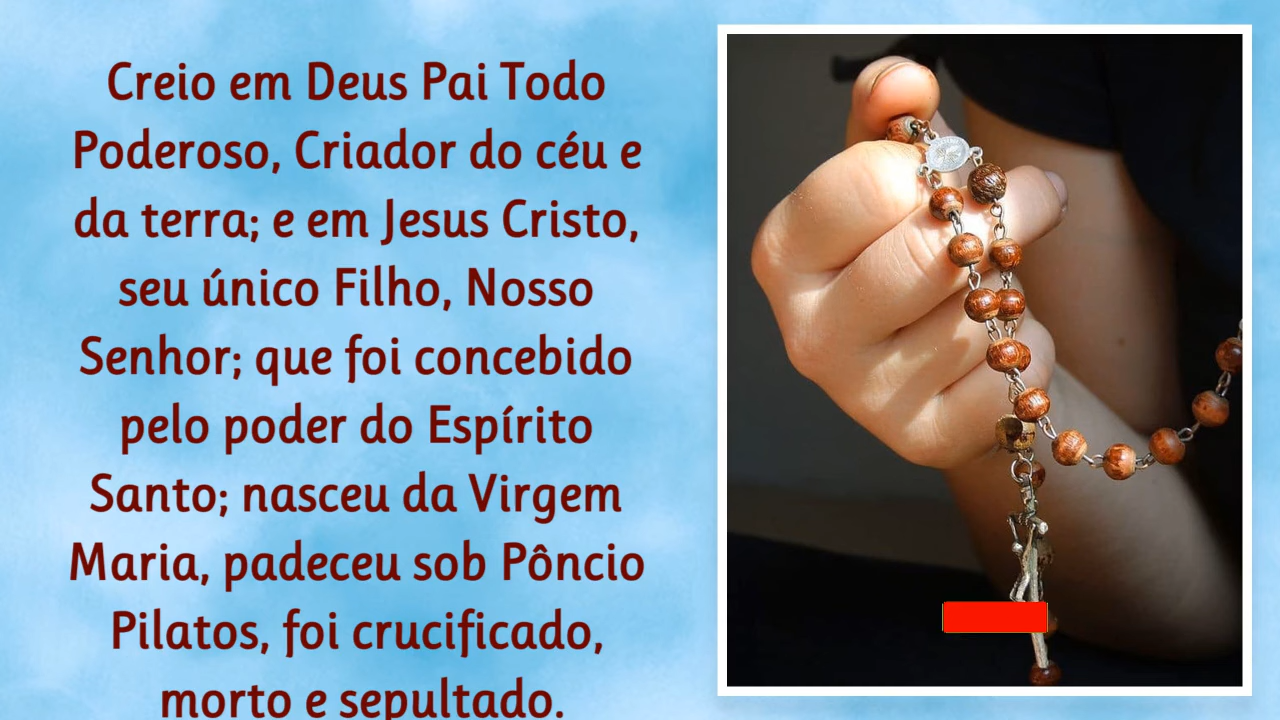 Creio em Deus Pai Todo
Poderoso, Criador do céu e
da terra; e em Jesus Cristo,
seu único Filho, Nosso
Senhor; que foi concebido
pelo poder do Espírito
Santo; nasceu da Virgem
Maria, padeceu sob Pôncio
Pilatos, foi crucificado,
morto e sepultado.